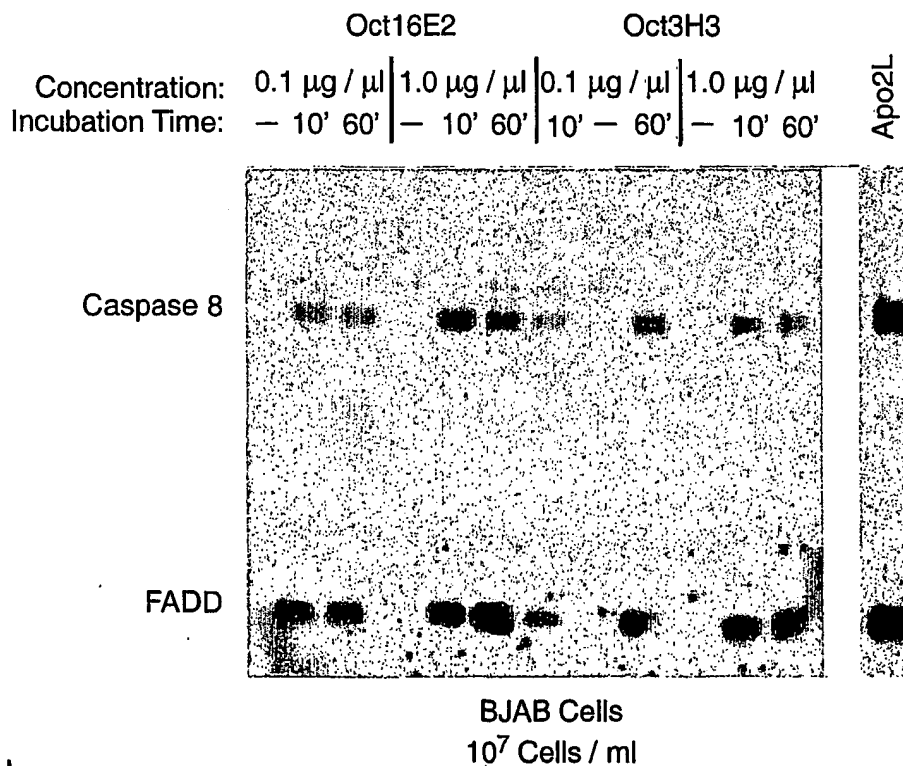 Oct16E2 Oct3H3
Concentration: 0.1 µg / µl 1.0 µg / µl 0.1 µg / µl 1.0 µg / µl
Incubation Time: — 10' 60' — 10' 60' 10' — 60' — 10' 60'
Apo2L
Caspase 8
FADD
BJAB Cells
10⁷ Cells / ml